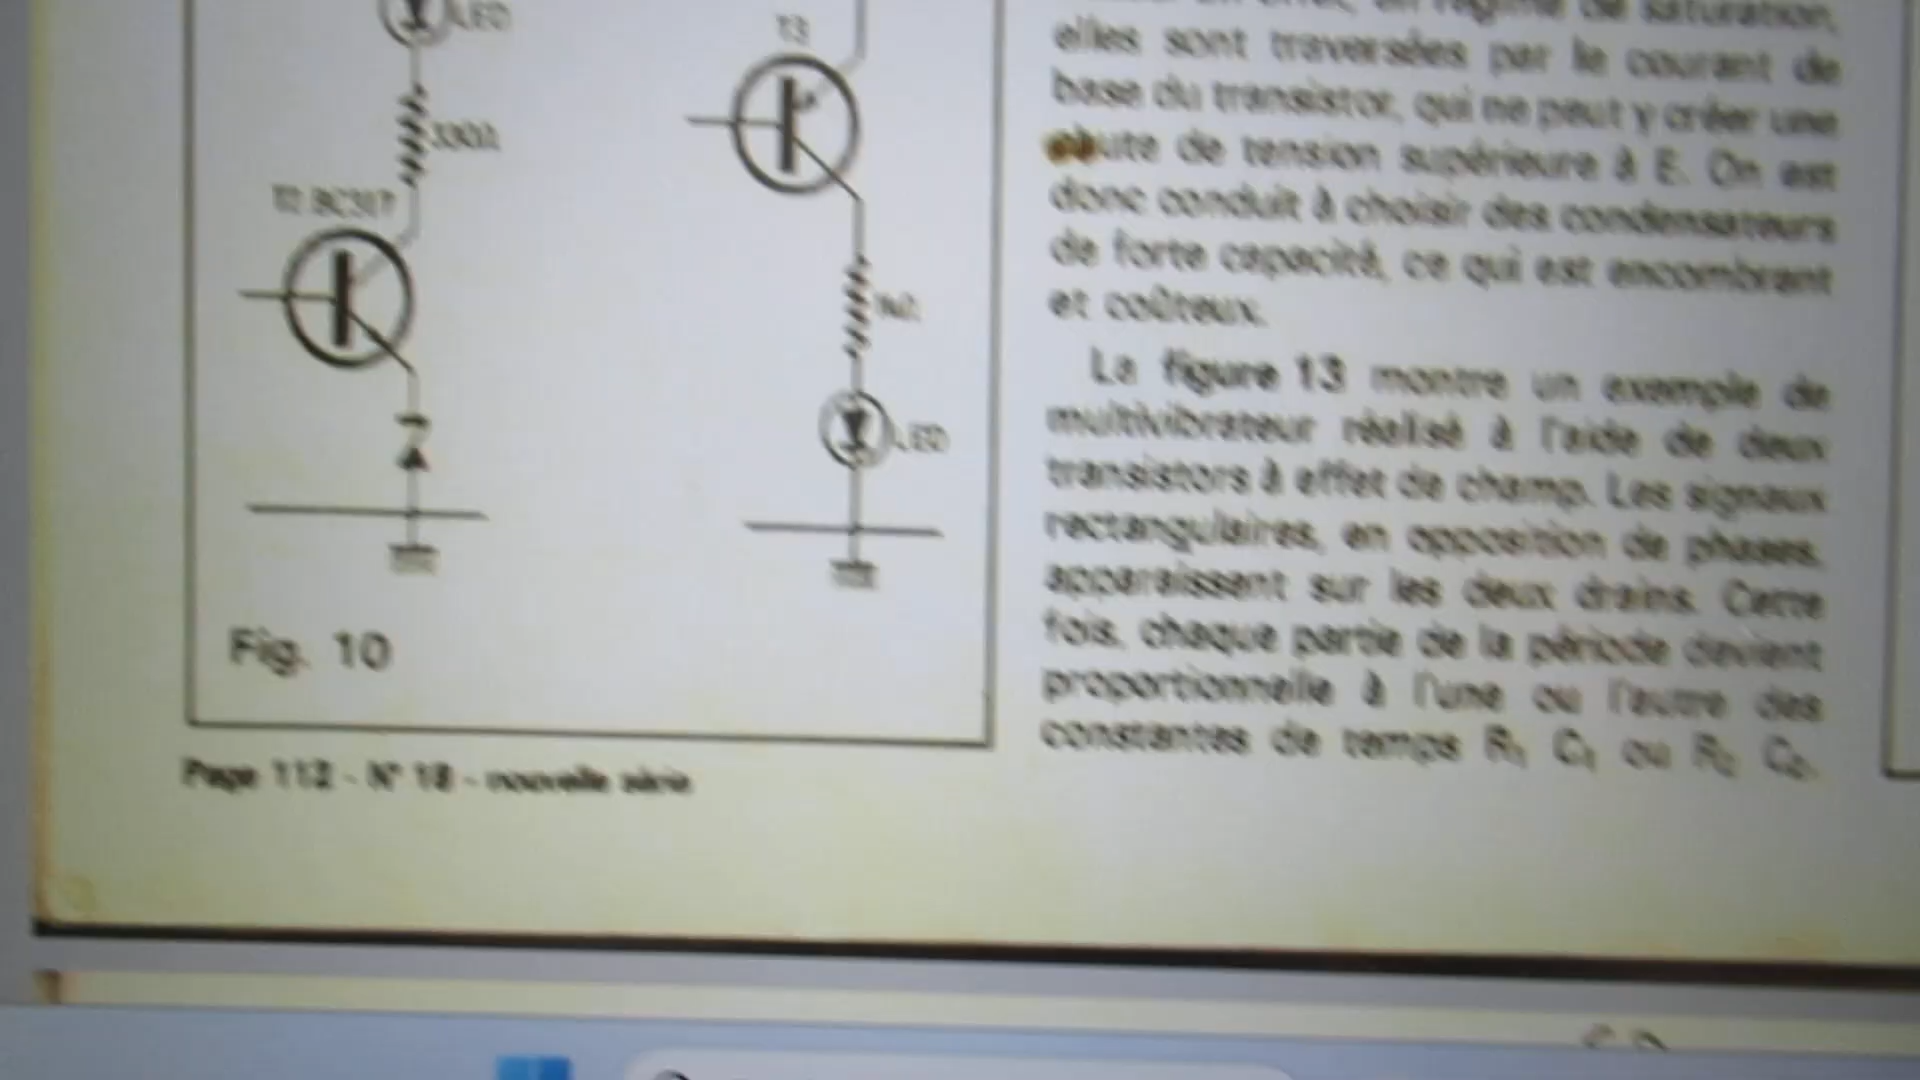 LED
T3
330Ω
T2 BC317
1kΩ
LED
Fig. 10
Page 112 - N° 18 - nouvelle série
en régime de saturation,
elles sont traversées par le courant de
base du transistor, qui ne peut y créer une
chute de tension supérieure à E. On est
donc conduit à choisir des condensateurs
de forte capacité, ce qui est encombrant
et coûteux.
La figure 13 montre un exemple de
multivibrateur réalisé à l'aide de deux
transistors à effet de champ. Les signaux
rectangulaires, en opposition de phases,
apparaissent sur les deux drains. Cette
fois, chaque partie de la période devient
proportionnelle à l'une ou l'autre des
constantes de temps R₁ C₁ ou R₂ C₂.